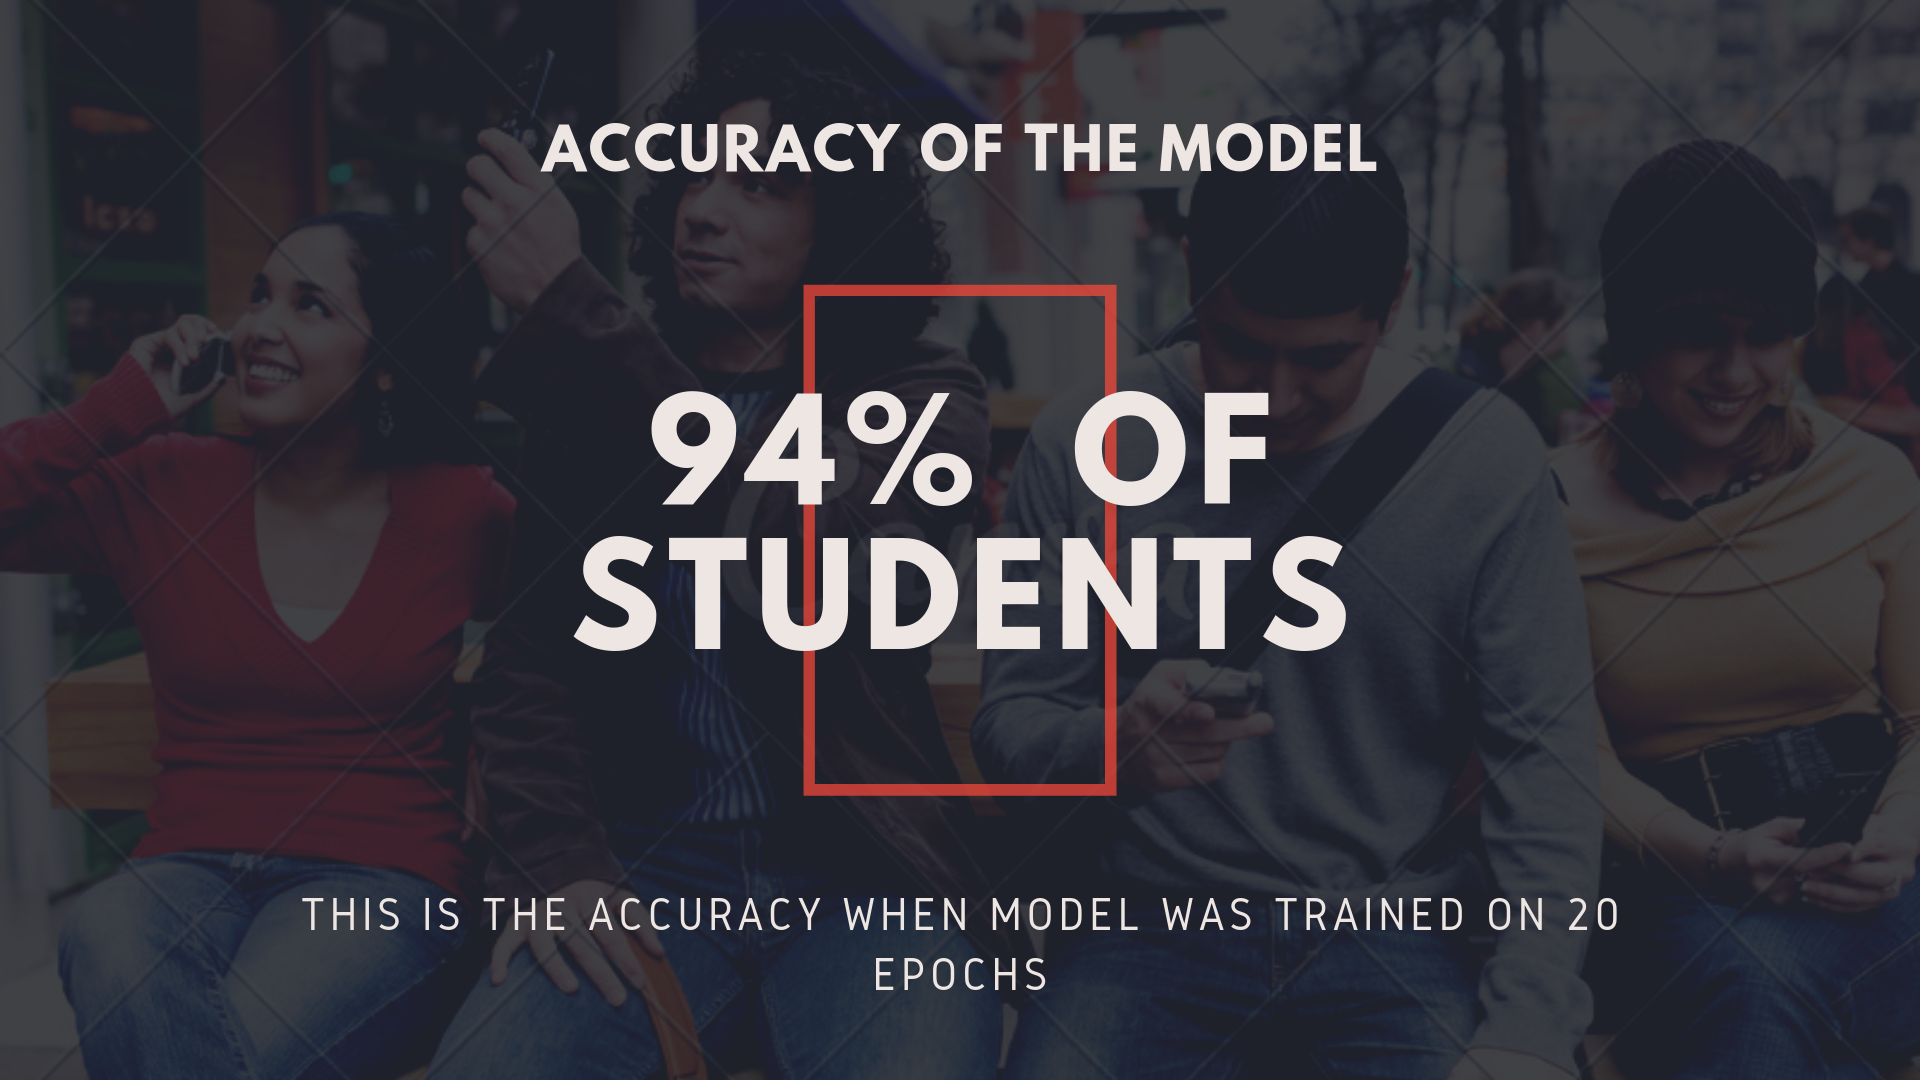 ACCURACY OF THE MODEL
94% OF
STUDENTS
THIS IS THE ACCURACY WHEN MODEL WAS TRAINED ON 20
EPOCHS